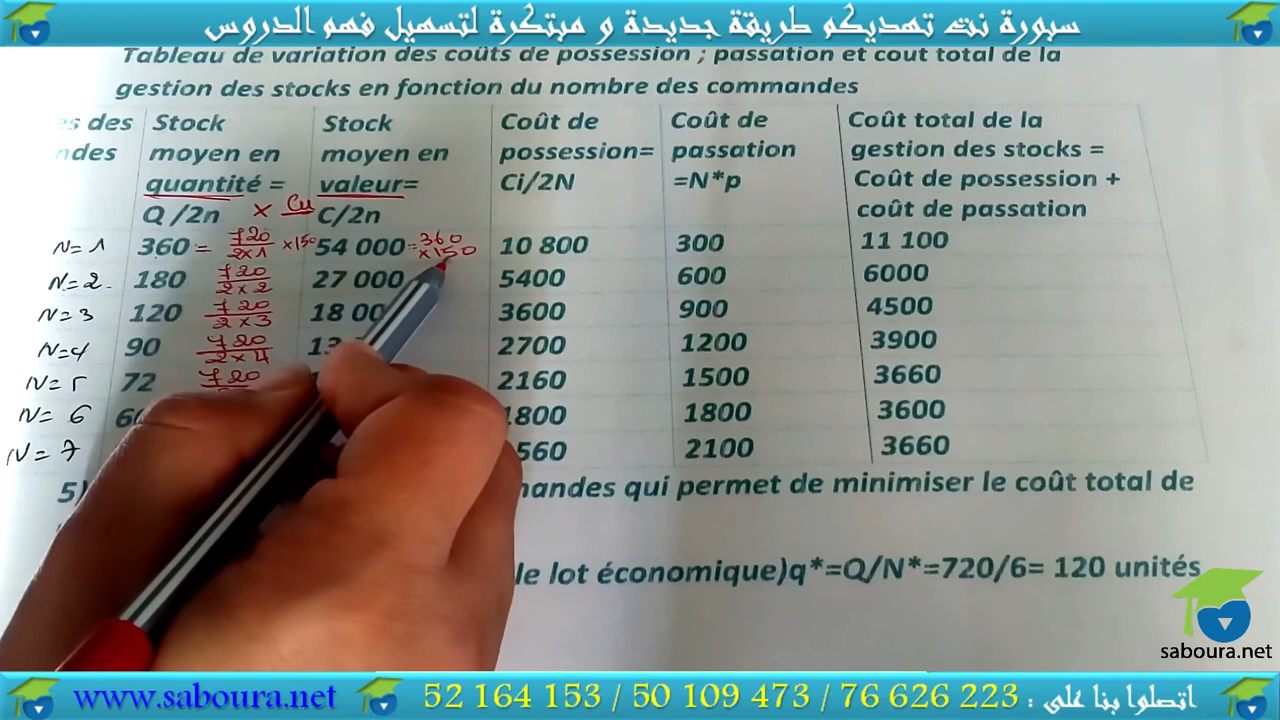 سبورة نت تهديكم طريقة جديدة و مبتكرة لتسهيل فهم الدروس
Tableau de variation des coûts de possession ; passation et cout total de la
gestion des stocks en fonction du nombre des commandes
es des | Stock moyen en quantité = Q /2n × Cu | Stock moyen en valeur= C/2n | Coût de possession= Ci/2N | Coût de passation =N*p | Coût total de la gestion des stocks = Coût de possession + coût de passation
ndes
N=1 360 = 720/2×1 ×150 54 000 = 360 ×150 10 800 300 11 100
N=2 180 720/2×2 27 000 5400 600 6000
N=3 120 720/2×3 18 00 3600 900 4500
N=4 90 720/2×4 13 2700 1200 3900
N=5 72 720 2160 1500 3660
N=6 1800 1800 3600
N=7 560 2100 3660
5) mandes qui permet de minimiser le coût total de
le lot économique)q*=Q/N*=720/6= 120 unités
saboura.net
www.saboura.net 52 164 153 / 50 109 473 / 76 626 223 : اتصلوا بنا على